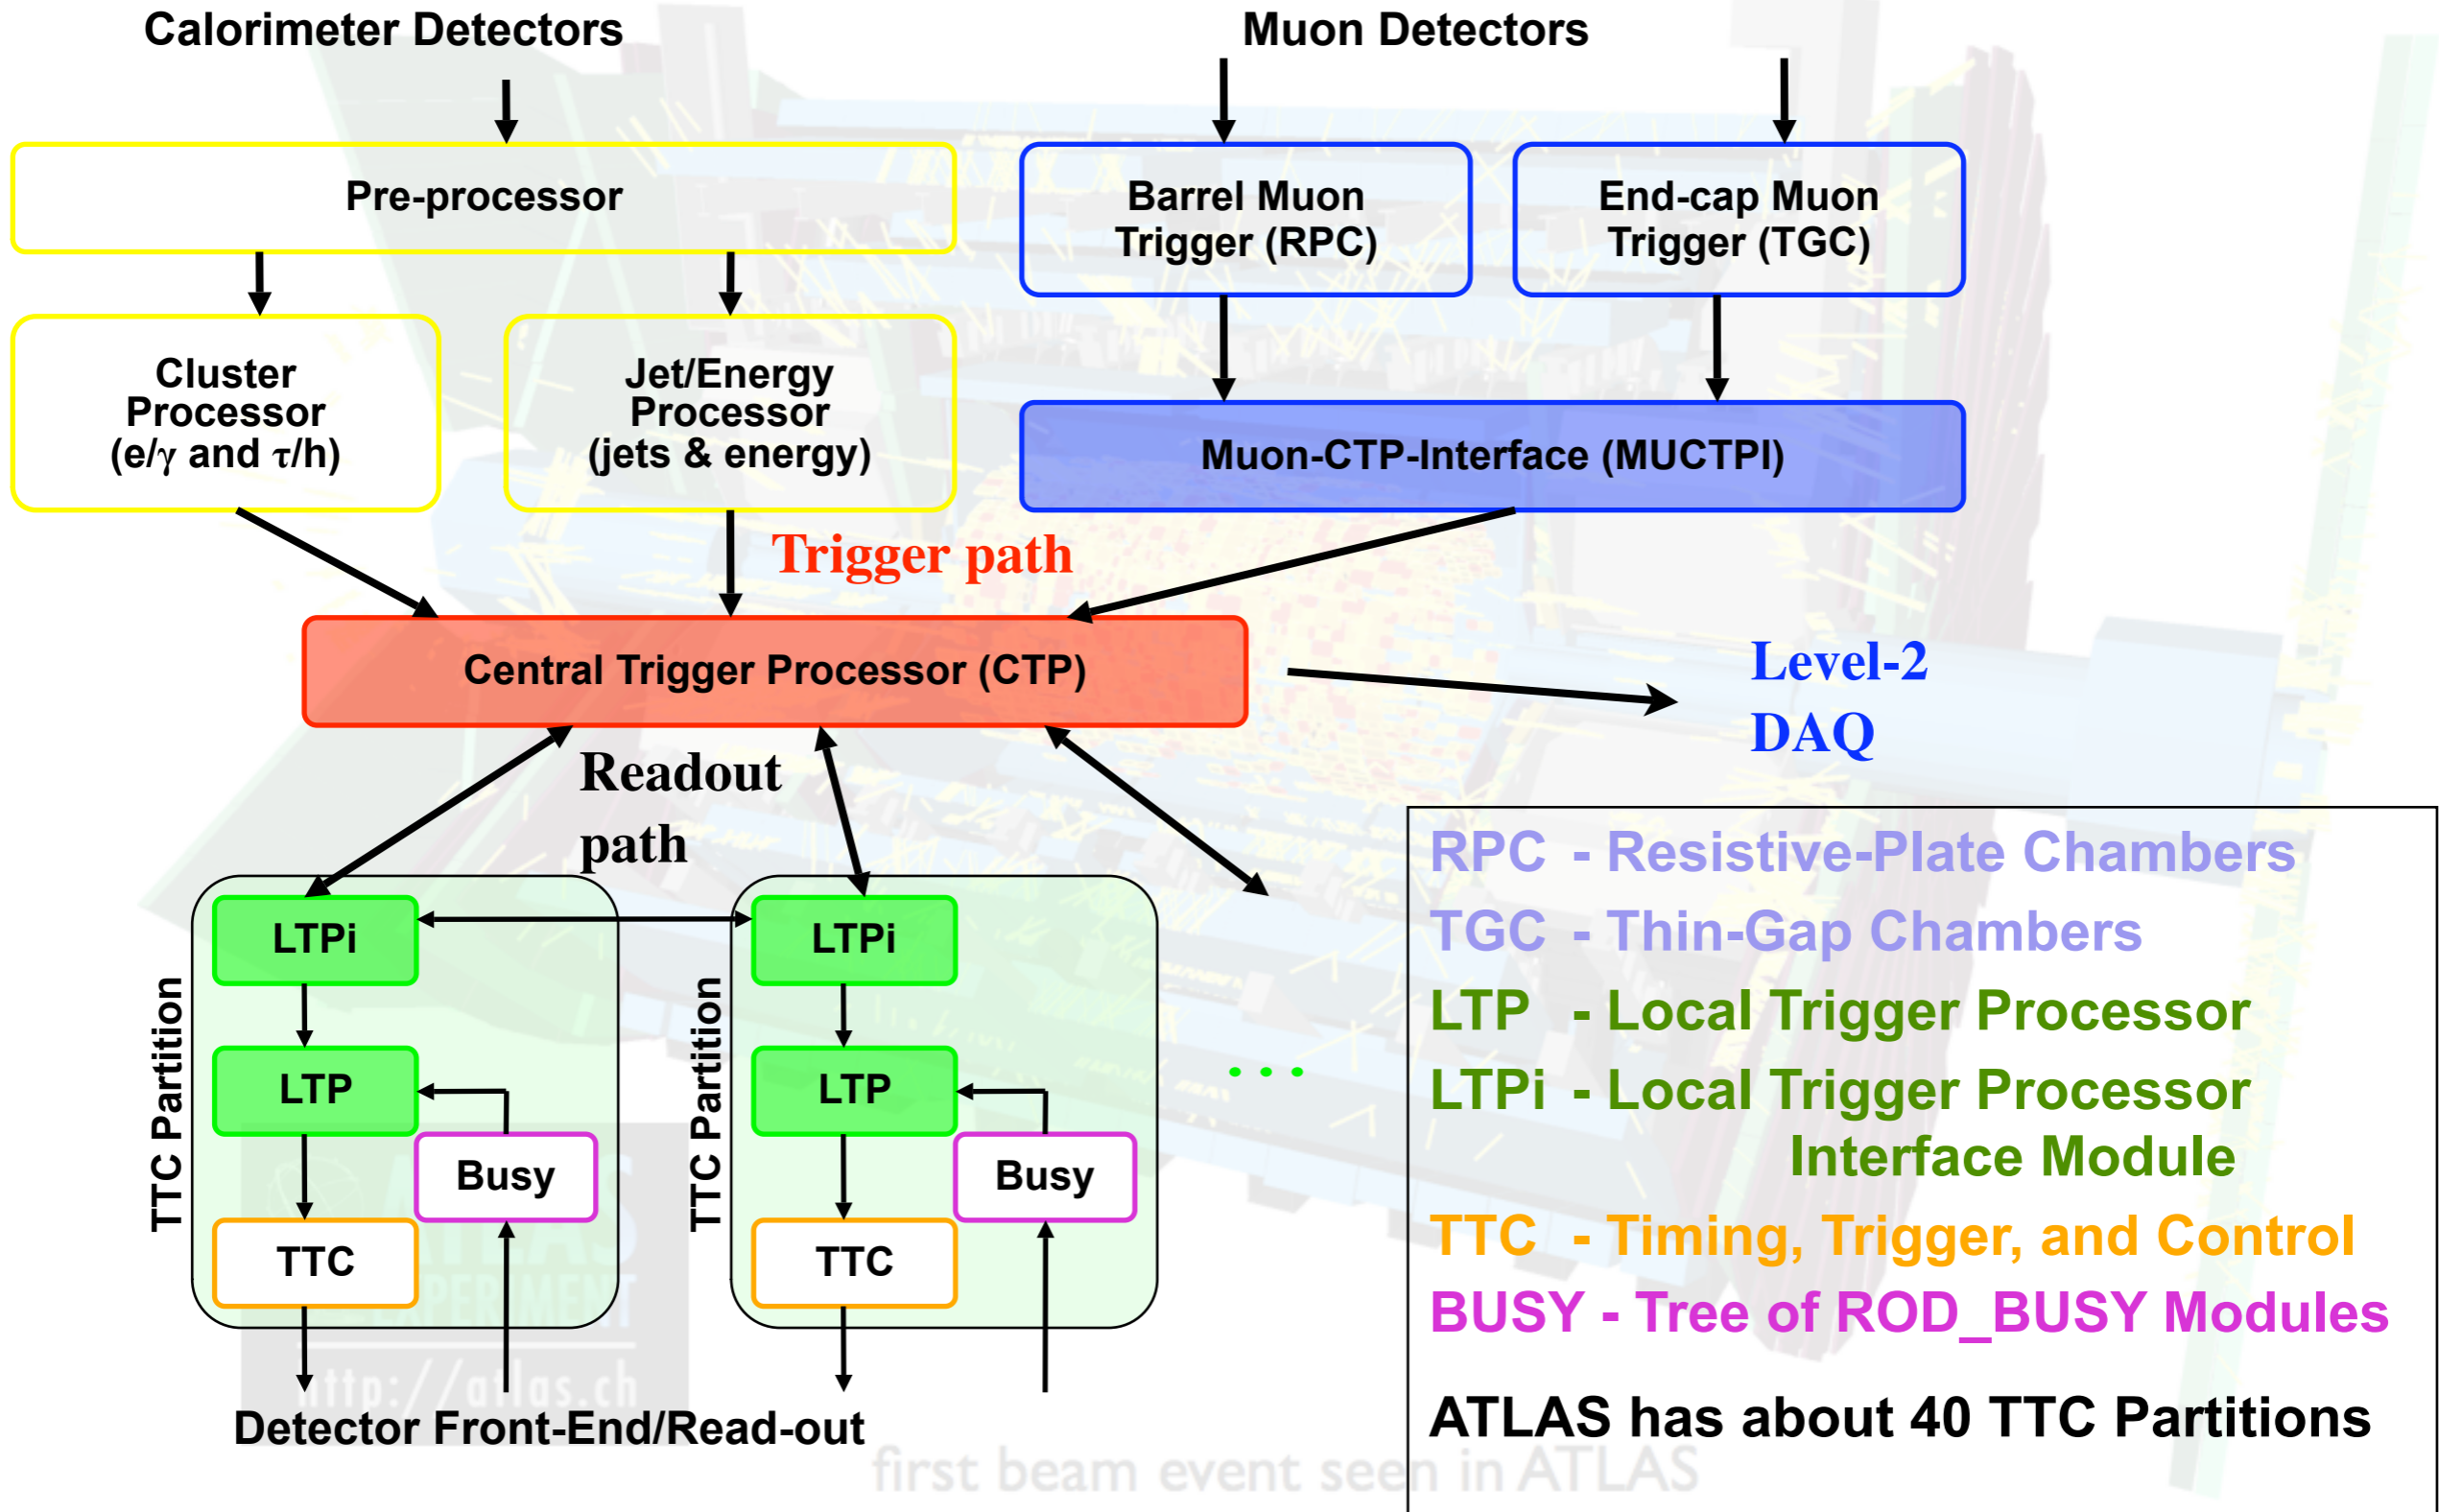 Calorimeter Detectors
Muon Detectors
Pre-processor
Barrel Muon
Trigger (RPC)
End-cap Muon
Trigger (TGC)
Cluster
Processor
(e/γ and τ/h)
Jet/Energy
Processor
(jets & energy)
Muon-CTP-Interface (MUCTPI)
Trigger path
Central Trigger Processor (CTP)
Level-2
DAQ
Readout
path
TTC Partition
LTPi
LTP
Busy
TTC
TTC Partition
LTPi
LTP
Busy
TTC
...
Detector Front-End/Read-out
RPC - Resistive-Plate Chambers
TGC - Thin-Gap Chambers
LTP - Local Trigger Processor
LTPi - Local Trigger Processor
Interface Module
TTC - Timing, Trigger, and Control
BUSY - Tree of ROD_BUSY Modules
ATLAS has about 40 TTC Partitions
ATLAS
EXPERIMENT
http://atlas.ch
first beam event seen in ATLAS